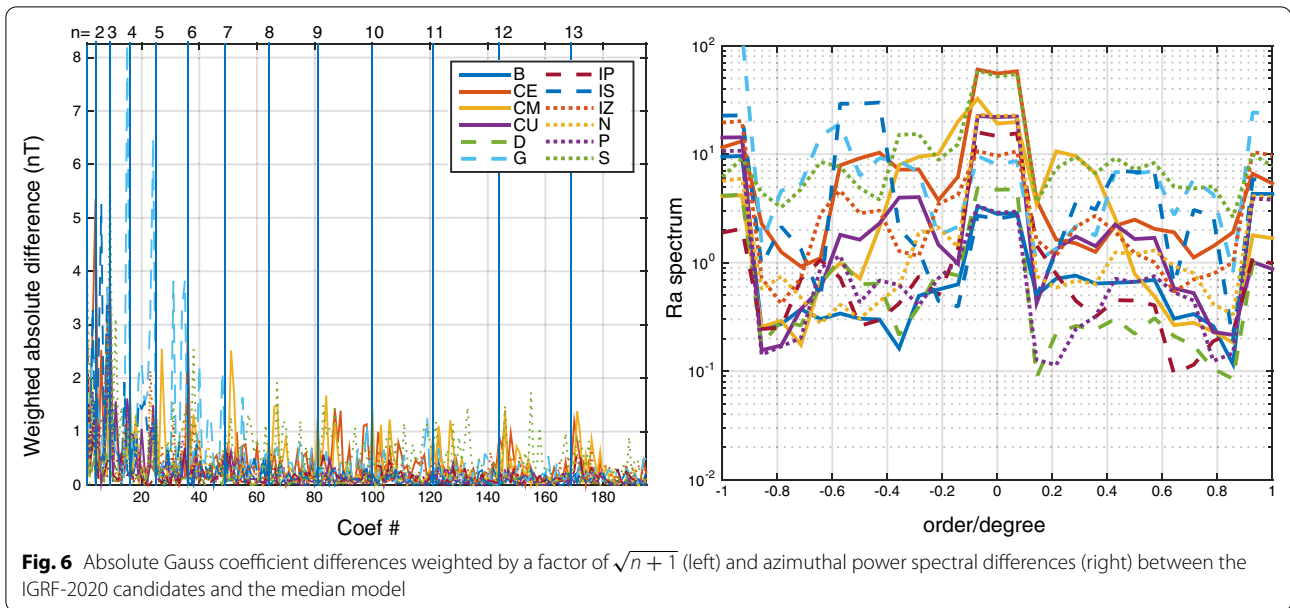 n= 2 3 4 5 6 7 8 9 10 11 12 13
8
7
6
5
4
3
2
1
0
Weighted absolute difference (nT)
20 40 60 80 100 120 140 160 180
Coef #
B IP
CE IS
CM IZ
CU N
D P
G S
10^2
10^1
10^0
10^-1
10^-2
Ra spectrum
-1 -0.8 -0.6 -0.4 -0.2 0 0.2 0.4 0.6 0.8 1
order/degree
Fig. 6 Absolute Gauss coefficient differences weighted by a factor of √n + 1 (left) and azimuthal power spectral differences (right) between the
IGRF-2020 candidates and the median model